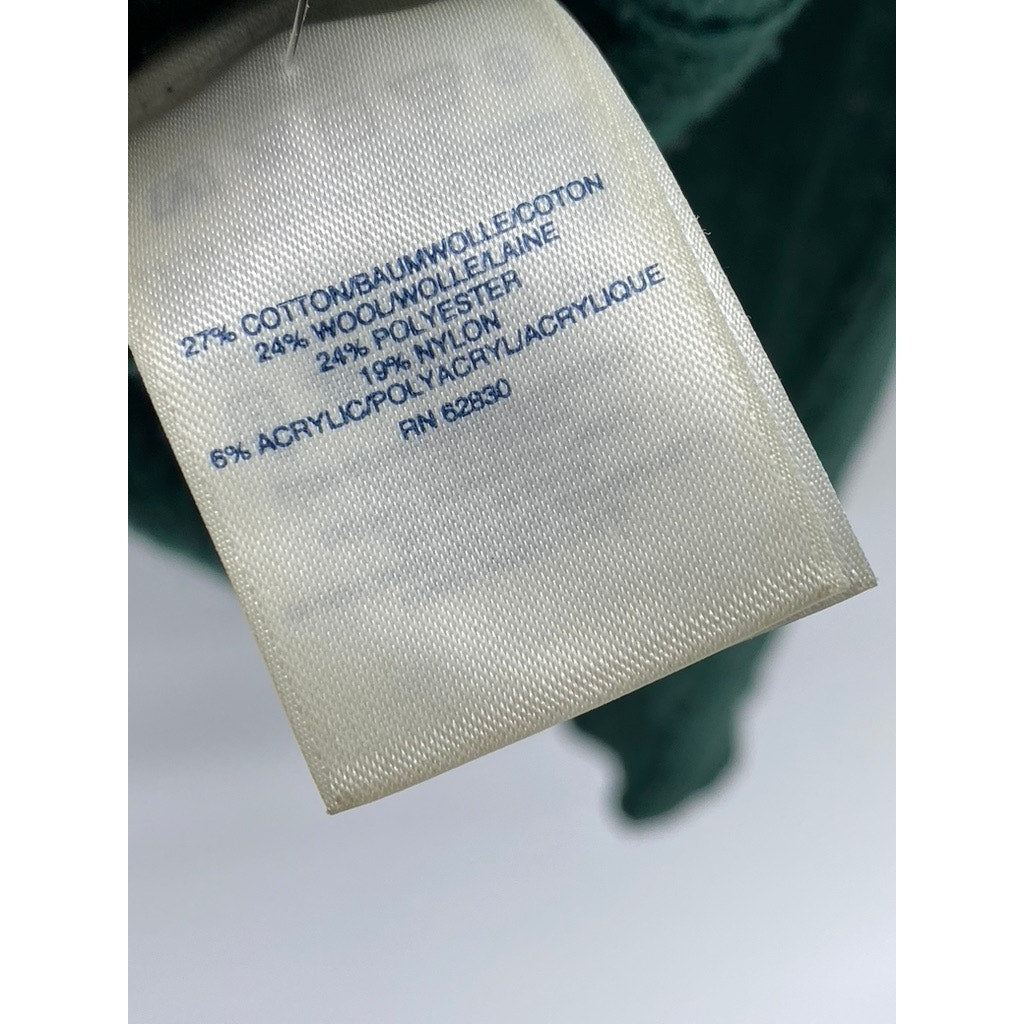 27% COTTON/BAUMWOLLE/COTON
24% WOOL/WOLLE/LAINE
24% POLYESTER
19% NYLON
6% ACRYLIC/POLYACRYL/ACRYLIQUE
RN 62830